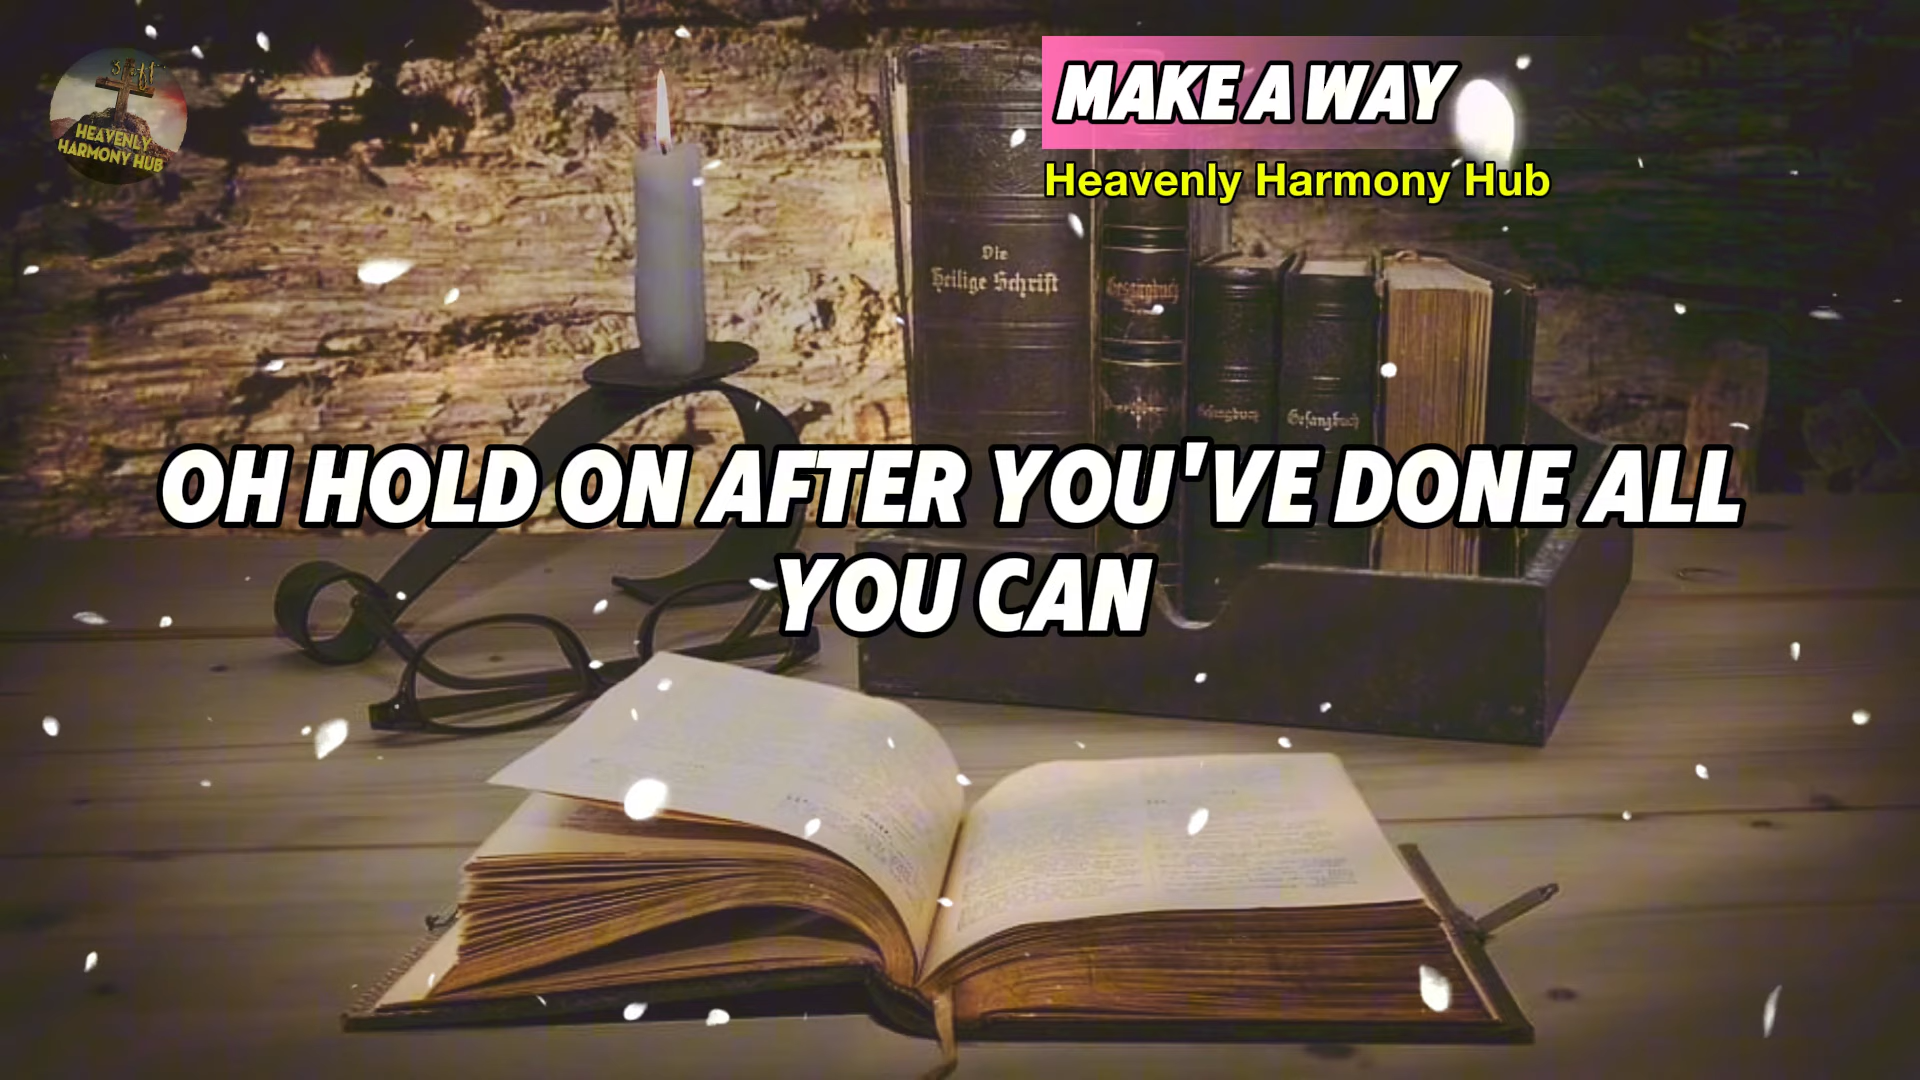 HEAVENLY
HARMONY HUB
MAKE A WAY
Heavenly Harmony Hub
Die
Heilige Schrift
Gesangbuch
Gesangbuch
Gesangbuch
OH HOLD ON AFTER YOU'VE DONE ALL
YOU CAN